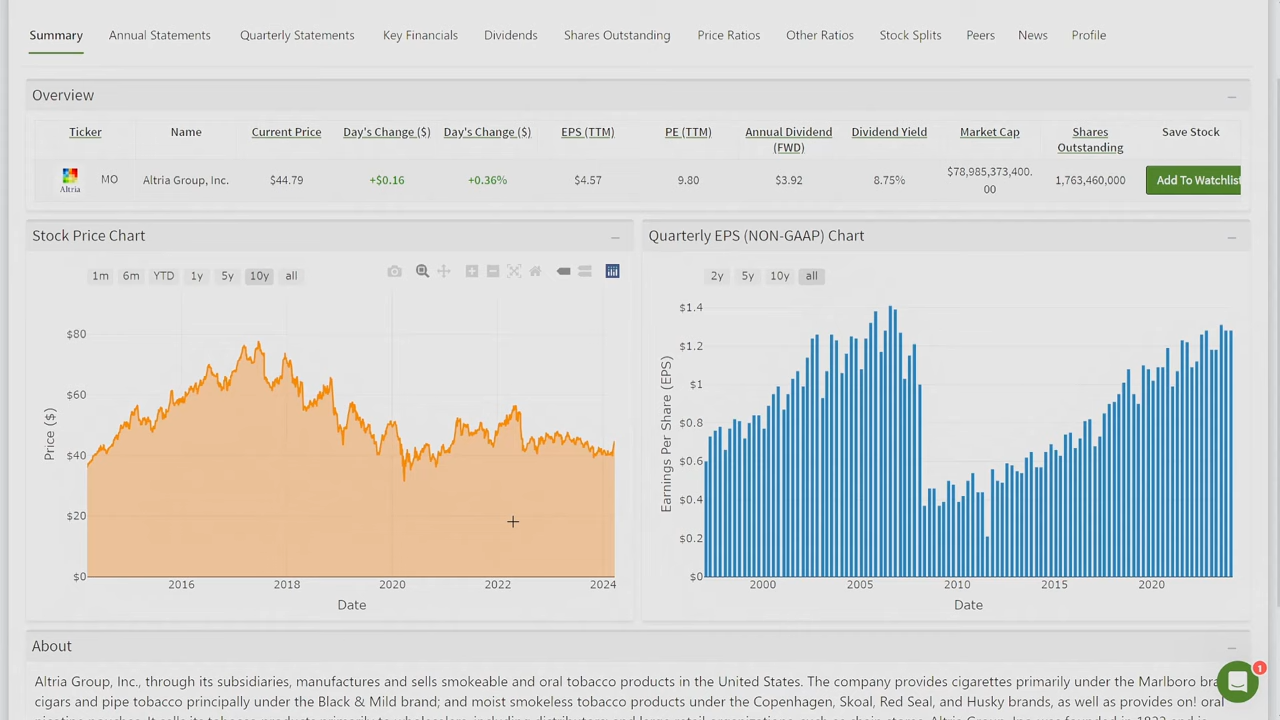 Summary Annual Statements Quarterly Statements Key Financials Dividends Shares Outstanding Price Ratios Other Ratios Stock Splits Peers News Profile
Overview
Ticker Name Current Price Day's Change ($) Day's Change ($) EPS (TTM) PE (TTM) Annual Dividend (FWD) Dividend Yield Market Cap Shares Outstanding Save Stock
Altria MO Altria Group, Inc. $44.79 +$0.16 +0.36% $4.57 9.80 $3.92 8.75% $78,985,373,400.00 1,763,460,000 Add To Watchlist
Stock Price Chart
1m 6m YTD 1y 5y 10y all
$80
$60
$40
$20
$0
Price ($)
2016 2018 2020 2022 2024
Date
Quarterly EPS (NON-GAAP) Chart
2y 5y 10y all
$1.4
$1.2
$1
$0.8
$0.6
$0.4
$0.2
$0
Earnings Per Share (EPS)
2000 2005 2010 2015 2020
Date
About
Altria Group, Inc., through its subsidiaries, manufactures and sells smokeable and oral tobacco products in the United States. The company provides cigarettes primarily under the Marlboro bra
cigars and pipe tobacco principally under the Black & Mild brand; and moist smokeless tobacco products under the Copenhagen, Skoal, Red Seal, and Husky brands, as well as provides on! oral
1